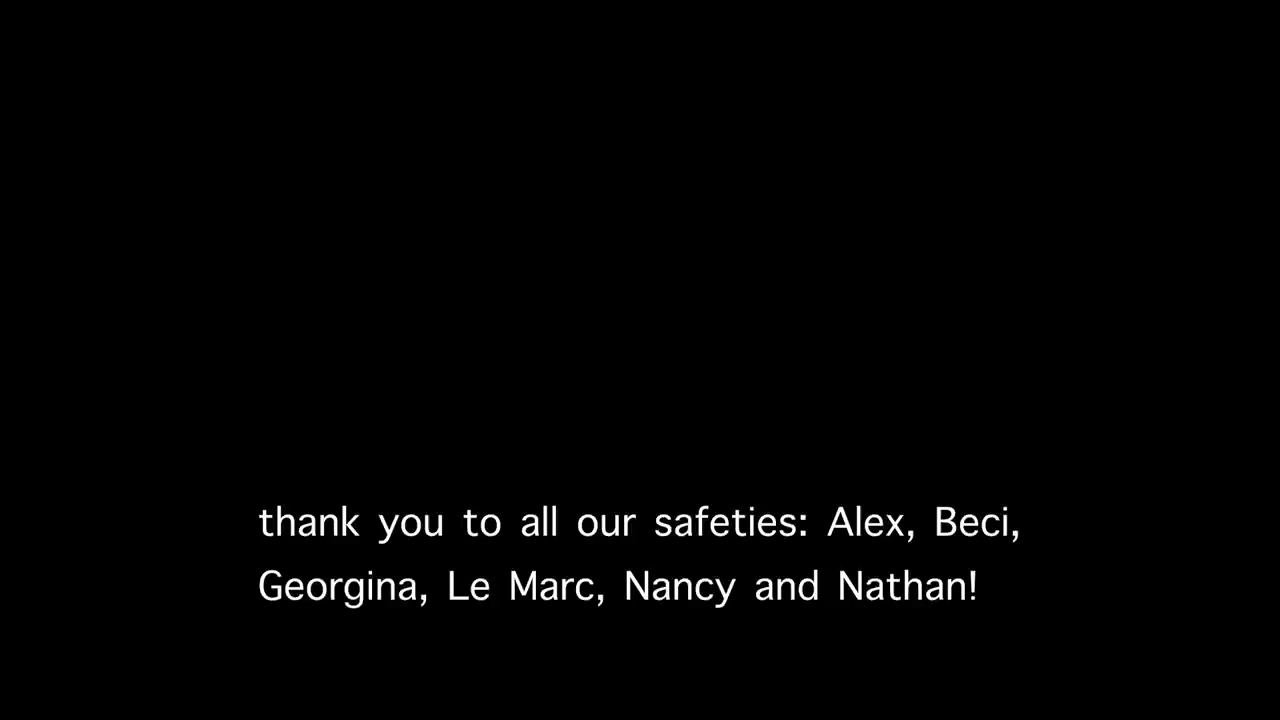 thank you to all our safeties: Alex, Beci,
Georgina, Le Marc, Nancy and Nathan!